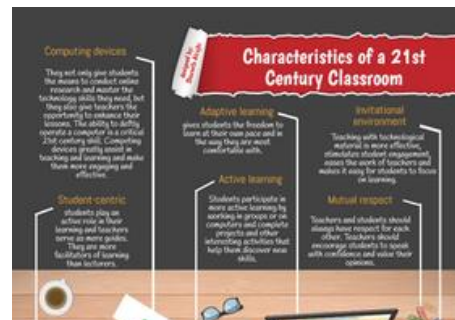 Characteristics of a 21st
Century Classroom
Computing devices
They not only give students
the means to conduct online
research and master the
technology skills they need, but
they also give teachers the
opportunity to enhance their
lessons. The ability to deftly
operate a computer is a critical
21st century skill. Computing
devices greatly assist in
teaching and learning and make
them more engaging and
effective.
Student-centric
students play an
active role in their
learning and teachers
serve as mere guides.
They are more
facilitators of learning
than lecturers.
Adaptive learning
gives students the freedom to
learn at their own pace and in
the way they are most
comfortable with.
Active learning
Students participate in
more active learning by
working in groups or on
computers and complete
projects and other
interesting activities that
help them discover new
skills.
Invitational
environment
Teaching with technological
material is more effective,
stimulates student engagement,
eases the work of teachers and
makes it easy for students to focus
on learning.
Mutual respect
Teachers and students should
always have respect for each
other. Teachers should
encourage students to speak
with confidence and value their
opinions.